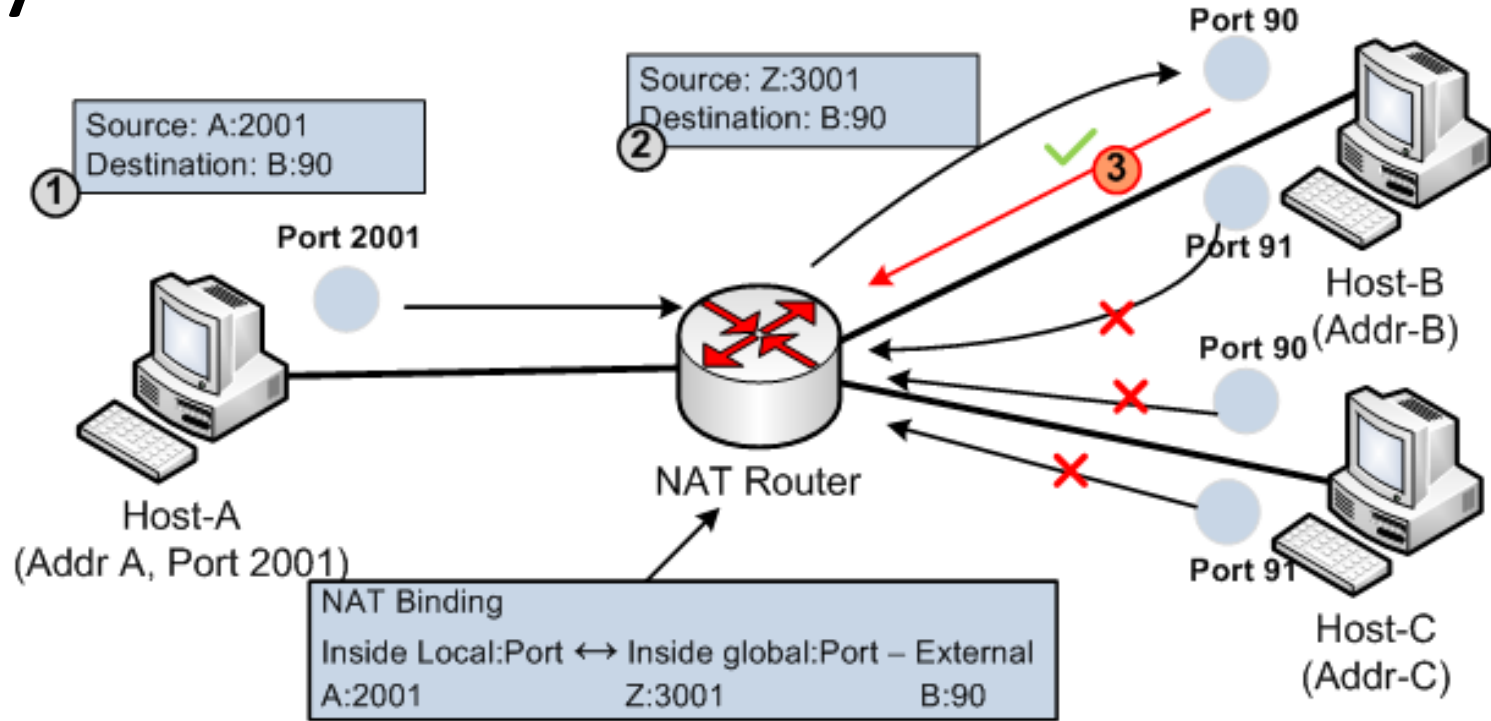 Port 90
Source: Z:3001
Destination: B:90
2
Source: A:2001
Destination: B:90
1
3
Port 2001
Port 91
Host-B
(Addr-B)
Port 90
NAT Router
Host-A
(Addr A, Port 2001)
Port 91
NAT Binding
Inside Local:Port ↔ Inside global:Port – External
A:2001 Z:3001 B:90
Host-C
(Addr-C)